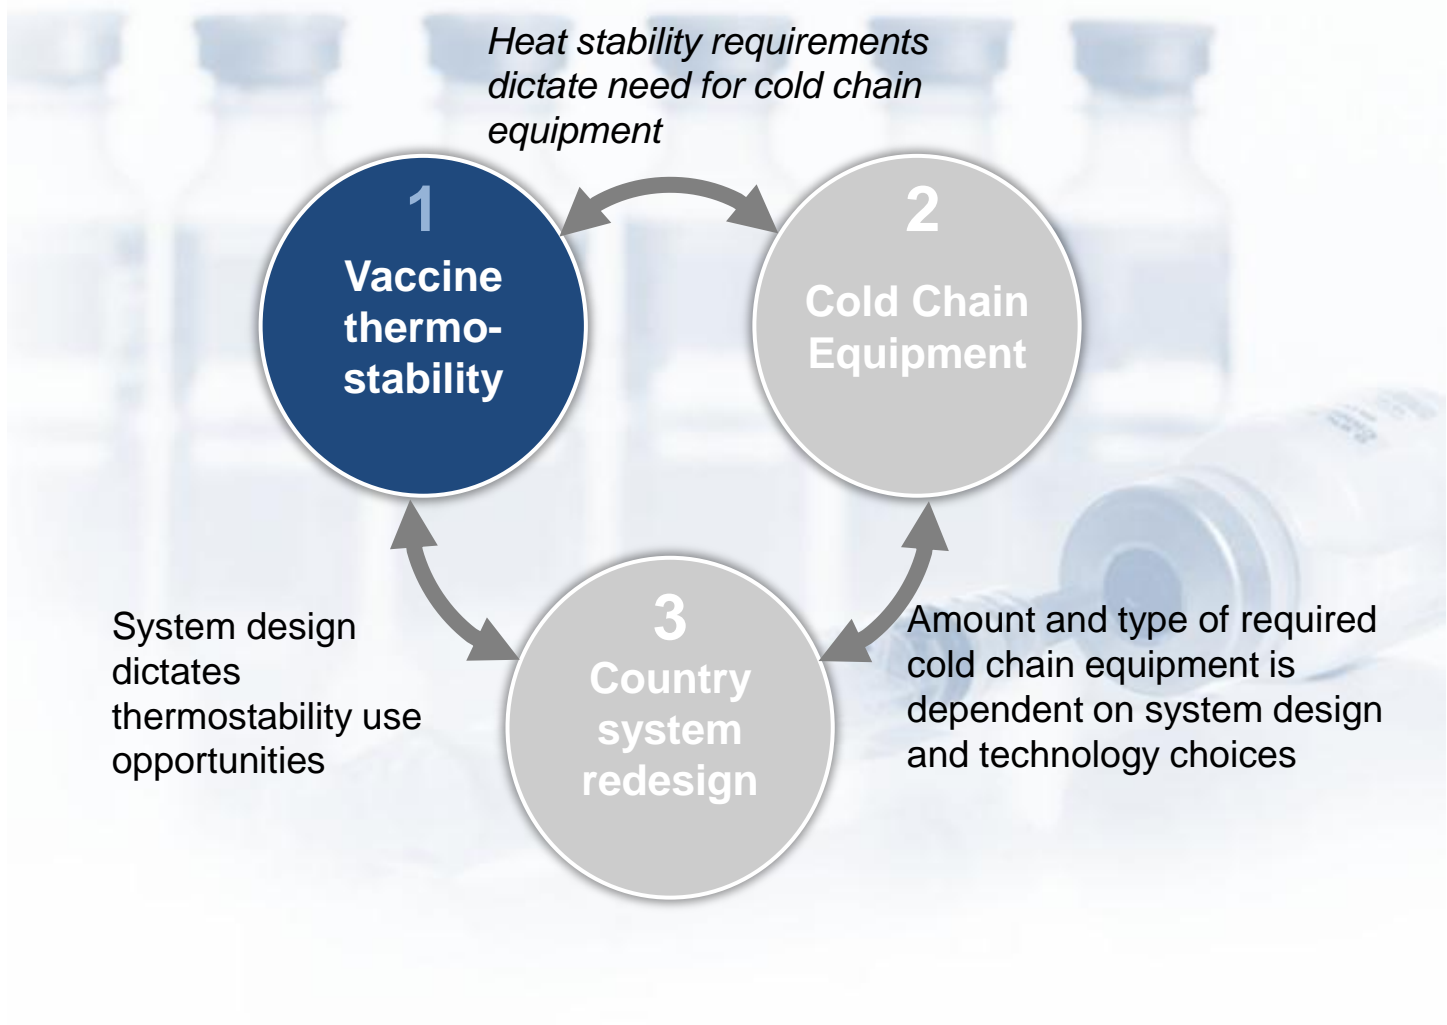 Heat stability requirements
dictate need for cold chain
equipment
1
Vaccine
thermo-
stability
2
Cold Chain
Equipment
3
Country
system
redesign
System design
dictates
thermostability use
opportunities
Amount and type of required
cold chain equipment is
dependent on system design
and technology choices